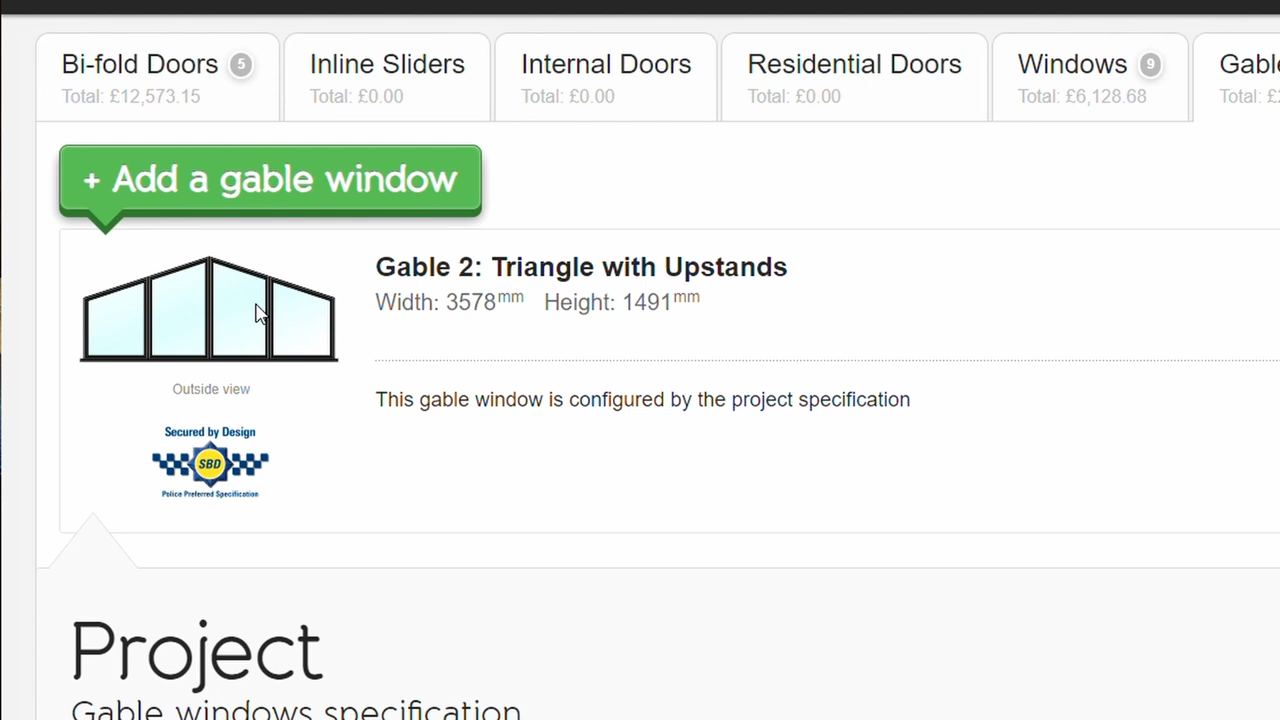 Bi-fold Doors 5
Total: £12,573.15
Inline Sliders
Total: £0.00
Internal Doors
Total: £0.00
Residential Doors
Total: £0.00
Windows 9
Total: £6,128.68
Total:
+ Add a gable window
Gable 2: Triangle with Upstands
Width: 3578mm Height: 1491mm
Outside view
This gable window is configured by the project specification
Secured by Design
SBD
Police Preferred Specification
Project
Gable windows specification